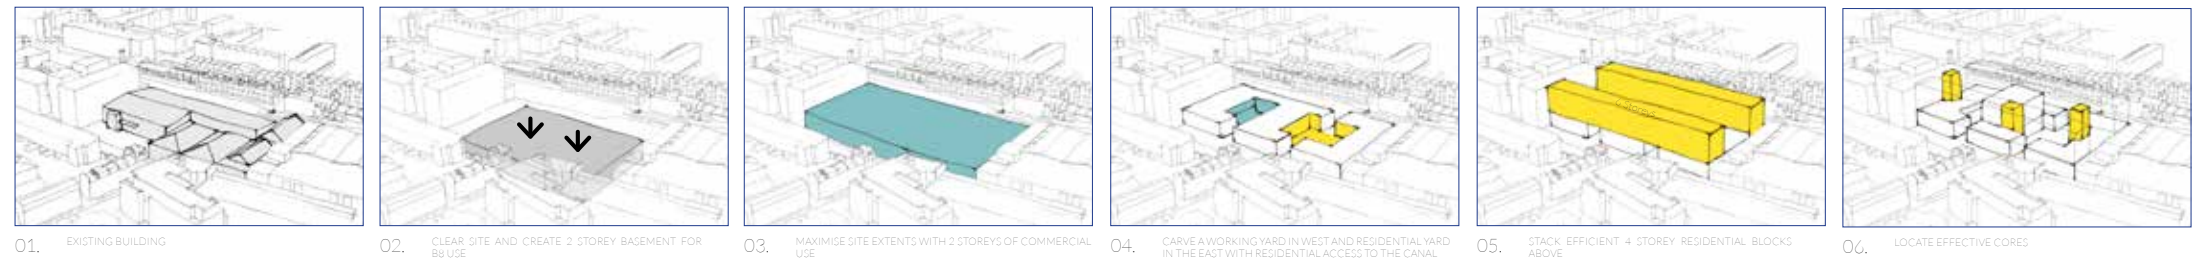 01. EXISTING BUILDING
02. CLEAR SITE AND CREATE 2 STOREY BASEMENT FOR
B8 USE
03. MAXIMISE SITE EXTENTS WITH 2 STOREYS OF COMMERCIAL
USE
04. CARVE A WORKING YARD IN WEST AND RESIDENTIAL YARD
IN THE EAST WITH RESIDENTIAL ACCESS TO THE CANAL
05. STACK EFFICIENT 4 STOREY RESIDENTIAL BLOCKS
ABOVE
06. LOCATE EFFECTIVE CORES